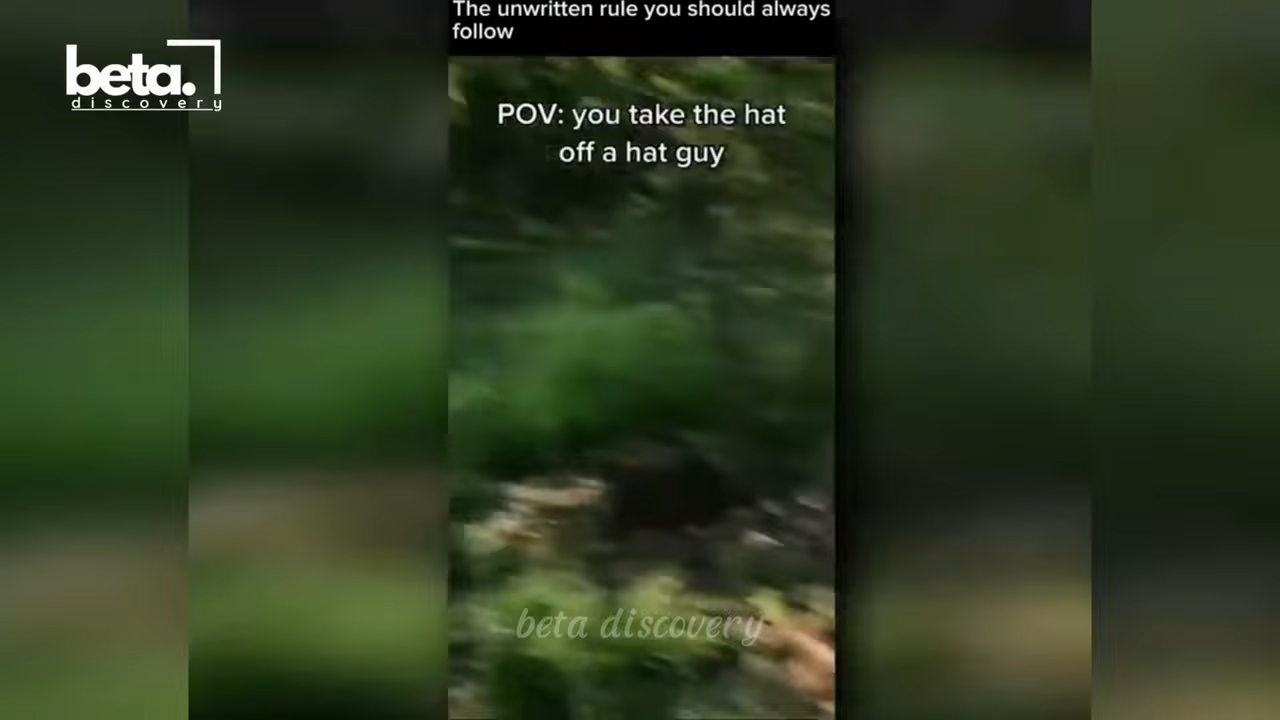 The unwritten rule you should always
follow
beta.
discovery
POV: you take the hat
off a hat guy
beta discovery